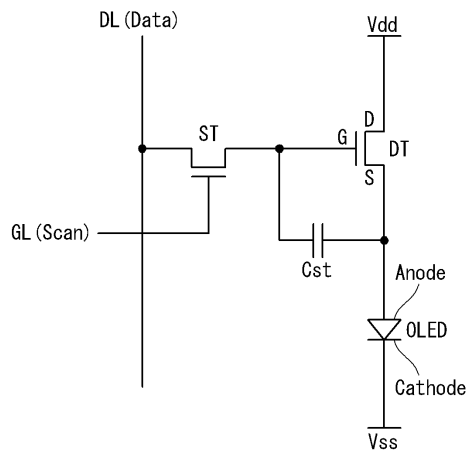 DL(Data)
Vdd
ST
D
G
DT
S
GL(Scan)
Cst
Anode
OLED
Cathode
Vss